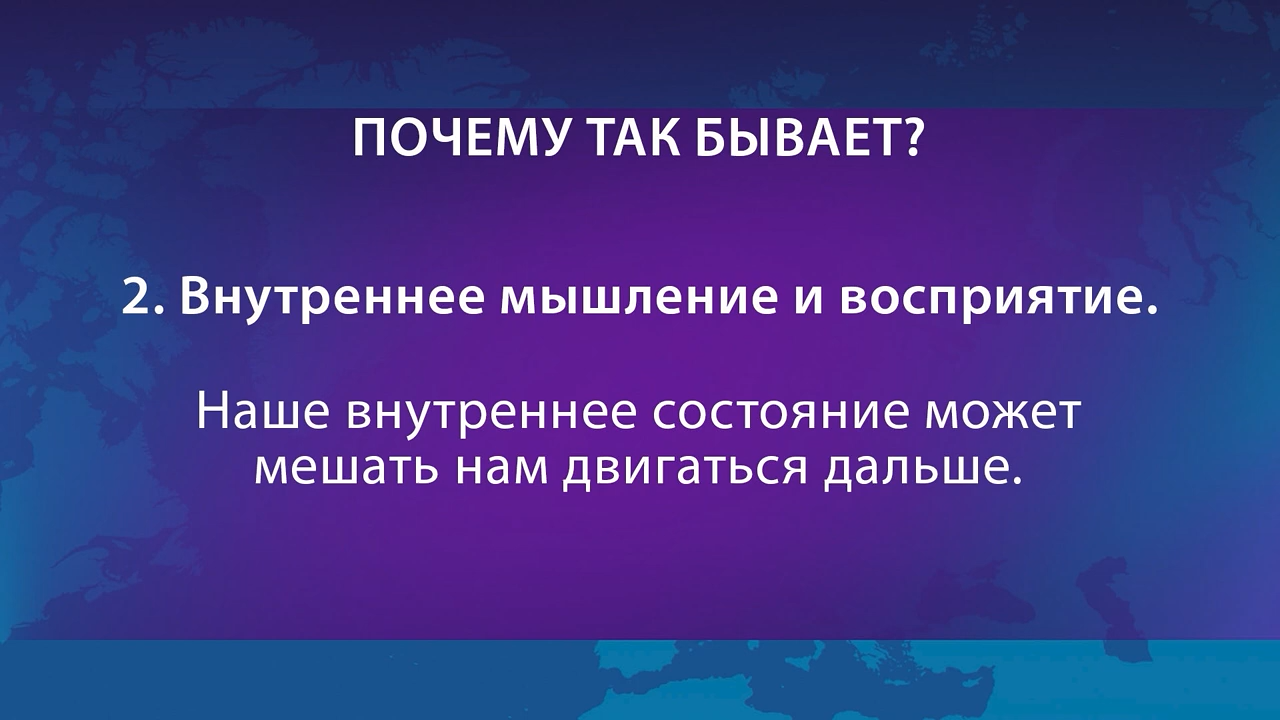 ПОЧЕМУ ТАК БЫВАЕТ?
2. Внутреннее мышление и восприятие.
Наше внутреннее состояние может
мешать нам двигаться дальше.